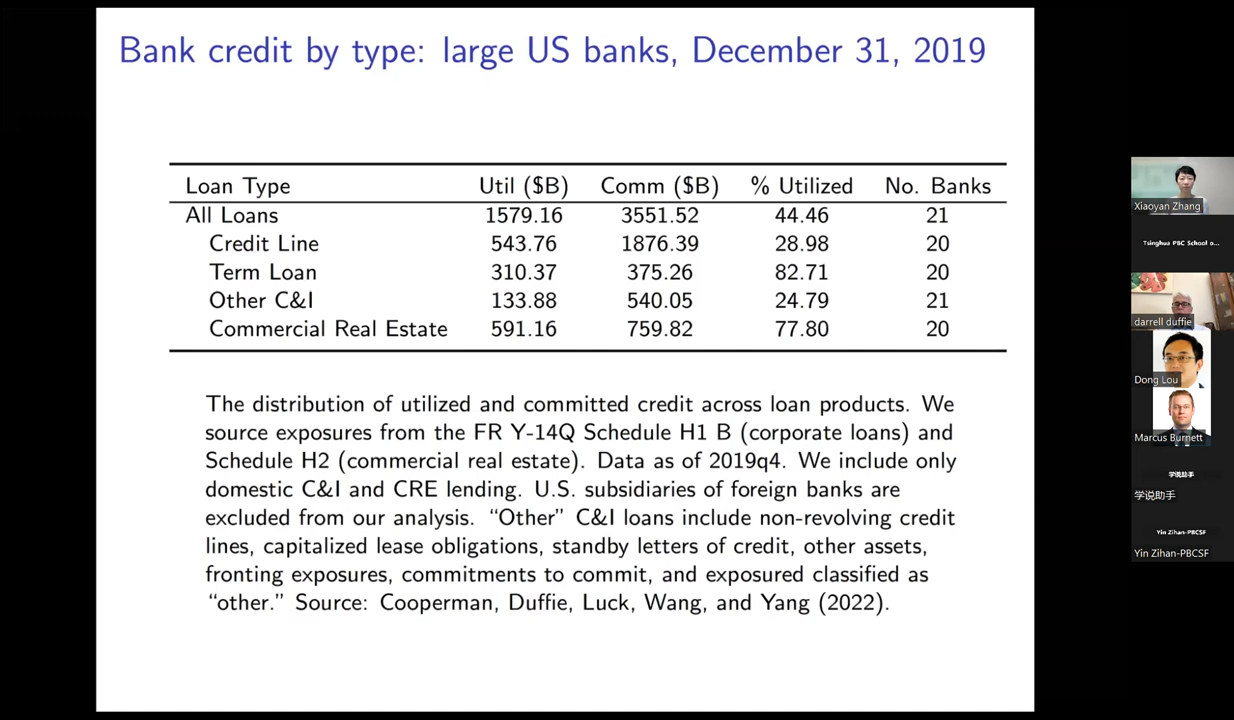 Bank credit by type: large US banks, December 31, 2019
Loan Type Util ($B) Comm ($B) % Utilized No. Banks
All Loans 1579.16 3551.52 44.46 21
Credit Line 543.76 1876.39 28.98 20
Term Loan 310.37 375.26 82.71 20
Other C&I 133.88 540.05 24.79 21
Commercial Real Estate 591.16 759.82 77.80 20
The distribution of utilized and committed credit across loan products. We
source exposures from the FR Y-14Q Schedule H1 B (corporate loans) and
Schedule H2 (commercial real estate). Data as of 2019q4. We include only
domestic C&I and CRE lending. U.S. subsidiaries of foreign banks are
excluded from our analysis. “Other” C&I loans include non-revolving credit
lines, capitalized lease obligations, standby letters of credit, other assets,
fronting exposures, commitments to commit, and exposured classified as
“other.” Source: Cooperman, Duffie, Luck, Wang, and Yang (2022).
Xiaoyan Zhang
Tsinghua PBC School o...
darrell duffie
Dong Lou
Marcus Burnett
学说助手
学说助手
Yin Zihan-PBCSF
Yin Zihan-PBCSF